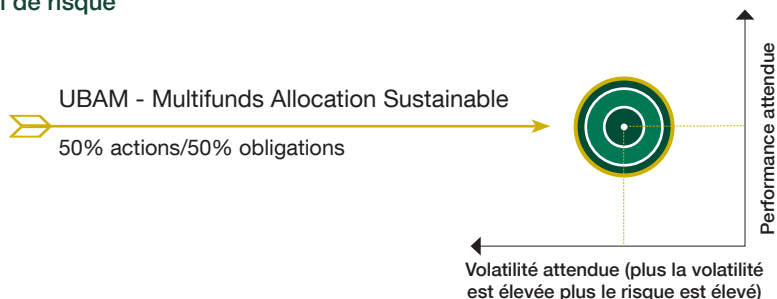 l de risque
UBAM - Multifunds Allocation Sustainable
50% actions/50% obligations
Performance attendue
Volatilité attendue (plus la volatilité
est élevée plus le risque est élevé)